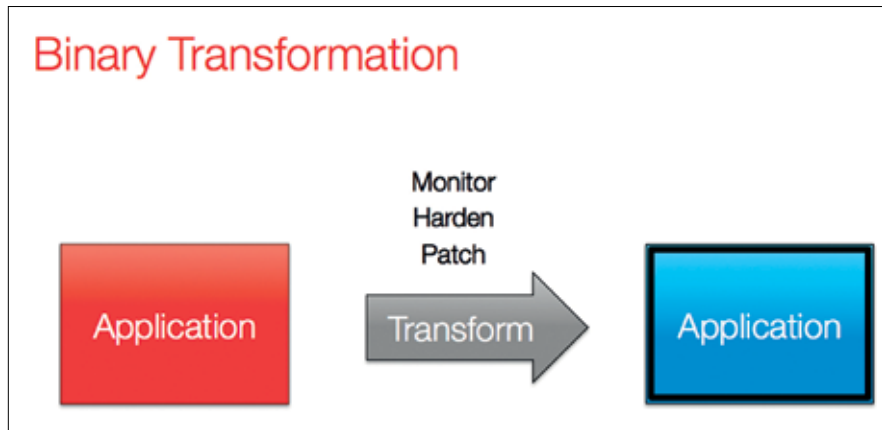 Binary Transformation
Monitor
Harden
Patch
Application
Transform
Application